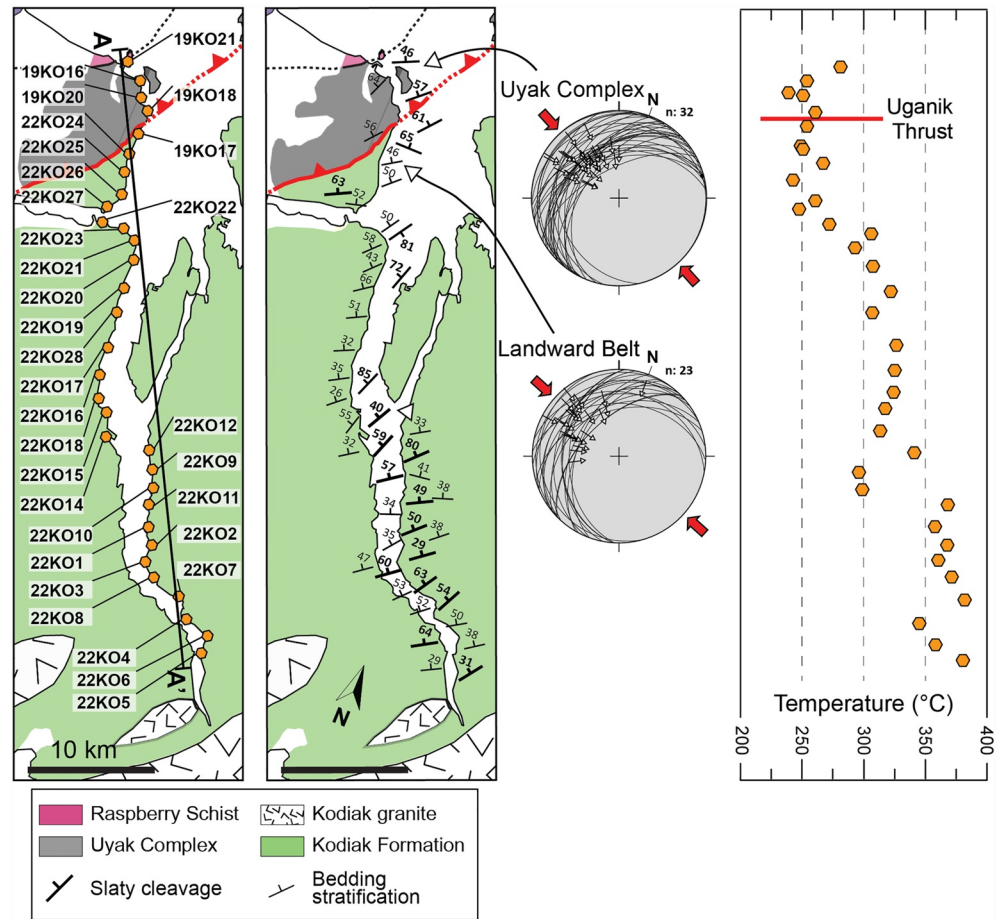 A
19KO21
19KO16
19KO20
19KO18
22KO24
22KO25
19KO17
22KO26
22KO27
22KO22
22KO23
22KO21
22KO20
22KO19
22KO28
22KO17
22KO16
22KO18
22KO15
22KO14
22KO12
22KO9
22KO11
22KO10
22KO2
22KO1
22KO7
22KO3
22KO8
22KO4
22KO6
22KO5
A'
10 km
46
64
57
61
56
65
46
50
63
52
50
81
58
43
72
66
51
32
35
85
26
40
55
33
59
32
80
57
41
49
38
34
50
38
35
29
47
60
63
53
54
52
50
64
38
29
31
N
Uyak Complex
N
n: 32
Landward Belt
N
n: 23
Uganik
Thrust
Temperature (°C)
200
250
300
350
400
Raspberry Schist
Kodiak granite
Uyak Complex
Kodiak Formation
Slaty cleavage
Bedding
stratification